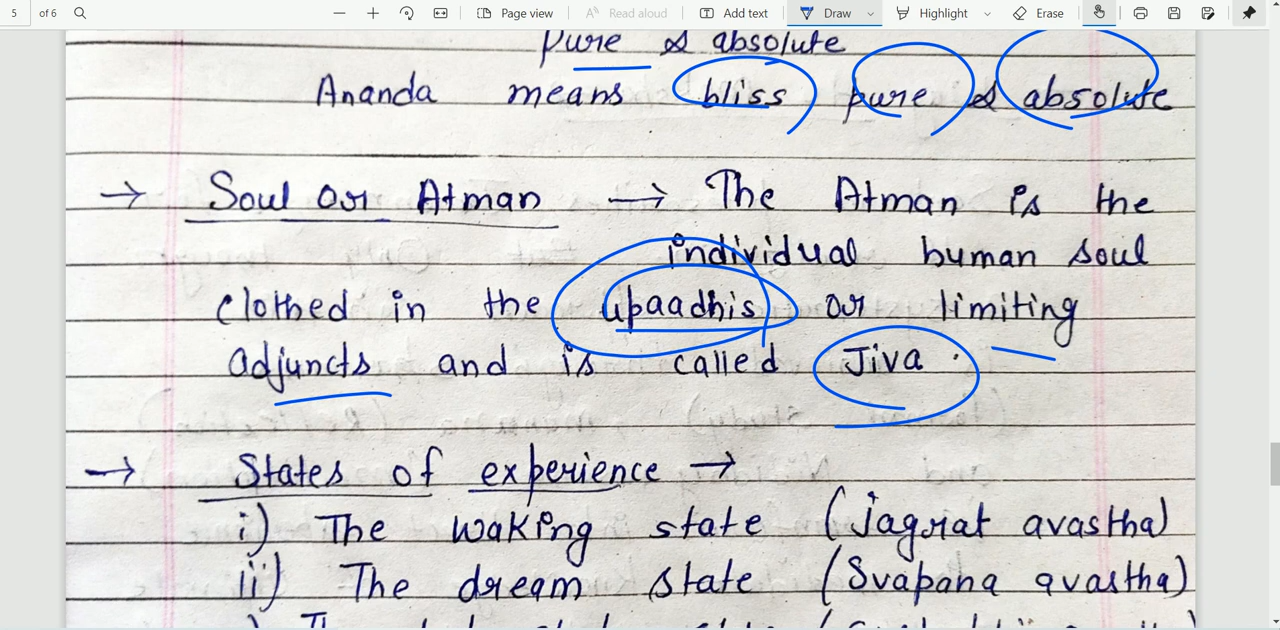 5 of 6 Page view Read aloud Add text Draw Highlight Erase
pure & absolute
Ananda means bliss pure & absolute
→ Soul or Atman → The Atman is the
individual human soul
clothed in the upaadhis or limiting
adjuncts and is called Jiva.
→ States of experience →
i) The waking state (jagrat avastha)
ii) The dream state (Svapana avastha)